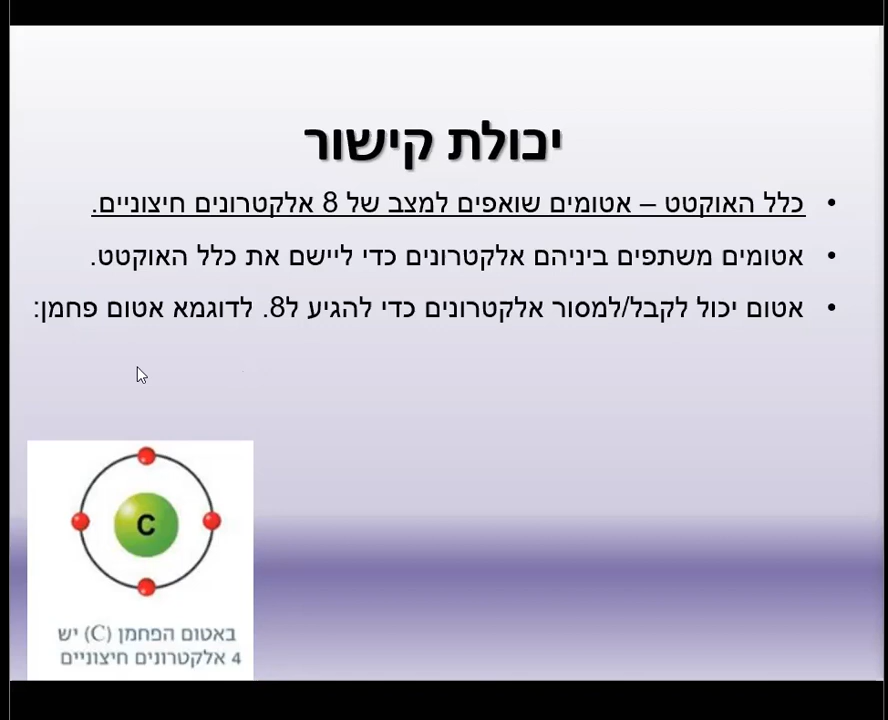 יכולת קישור
• כלל האוקטט – אטומים שואפים למצב של 8 אלקטרונים חיצוניים.
• אטומים משתפים ביניהם אלקטרונים כדי ליישם את כלל האוקטט.
• אטום יכול לקבל/למסור אלקטרונים כדי להגיע ל8. לדוגמא אטום פחמן:
C
באטום הפחמן (C) יש
4 אלקטרונים חיצוניים